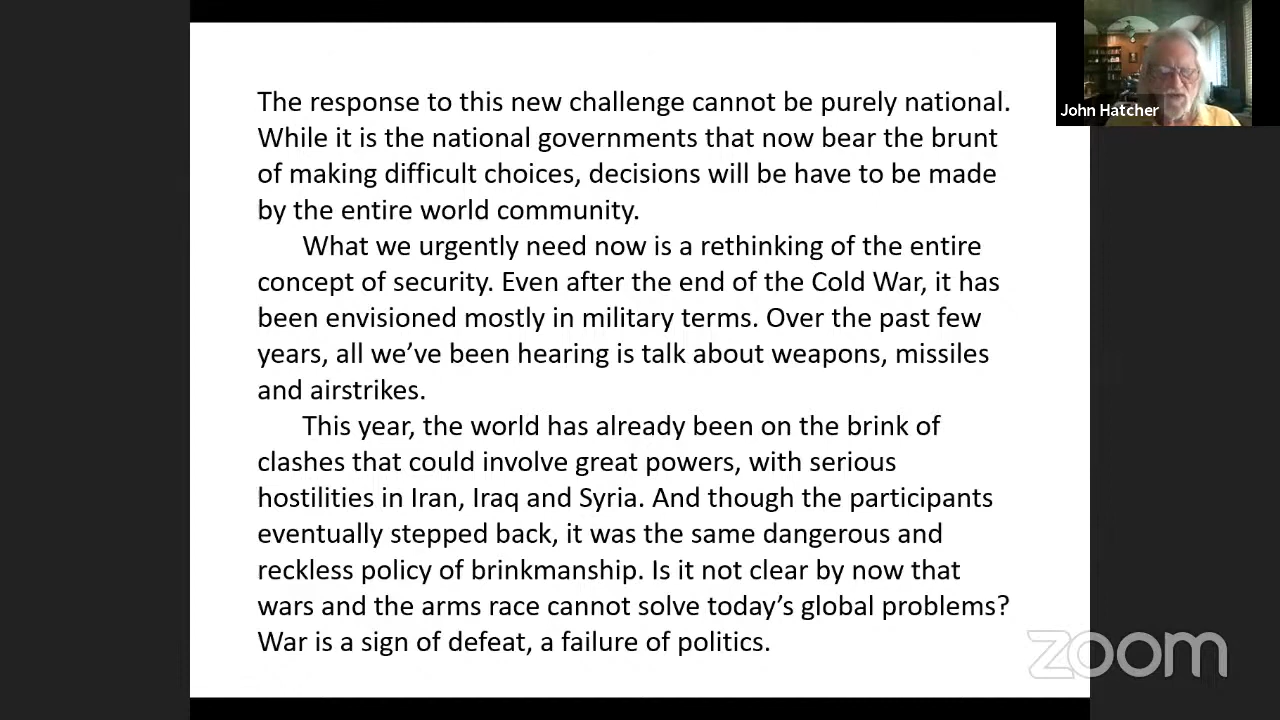 The response to this new challenge cannot be purely national.
While it is the national governments that now bear the brunt
of making difficult choices, decisions will be have to be made
by the entire world community.
What we urgently need now is a rethinking of the entire
concept of security. Even after the end of the Cold War, it has
been envisioned mostly in military terms. Over the past few
years, all we’ve been hearing is talk about weapons, missiles
and airstrikes.
This year, the world has already been on the brink of
clashes that could involve great powers, with serious
hostilities in Iran, Iraq and Syria. And though the participants
eventually stepped back, it was the same dangerous and
reckless policy of brinkmanship. Is it not clear by now that
wars and the arms race cannot solve today’s global problems?
War is a sign of defeat, a failure of politics.
John Hatcher
zoom